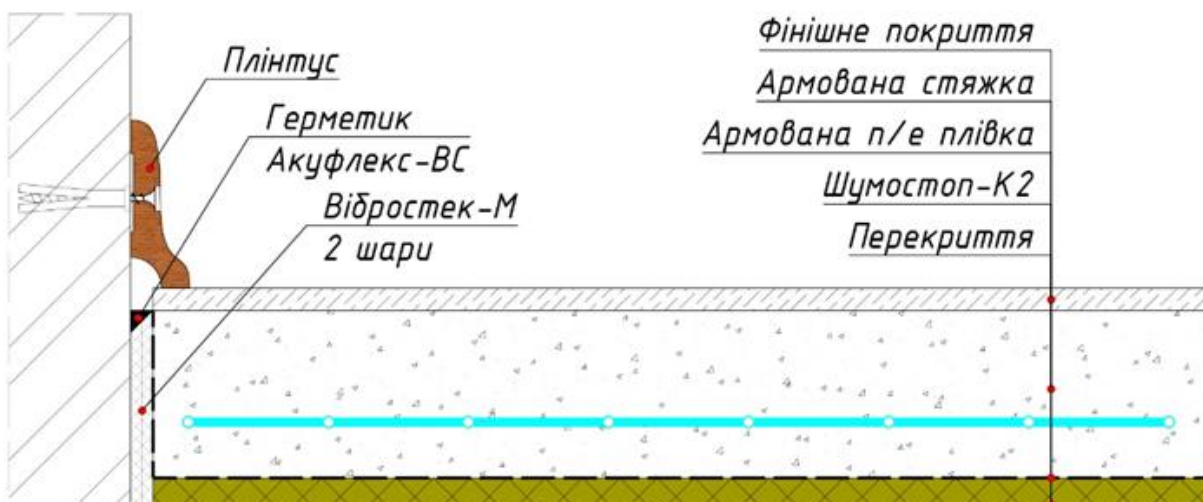 Плінтус
Герметик
Акуфлекс-ВС
Вібростек-М
2 шари
Фінішне покриття
Армована стяжка
Армована п/е плівка
Шумостоп-К2
Перекриття